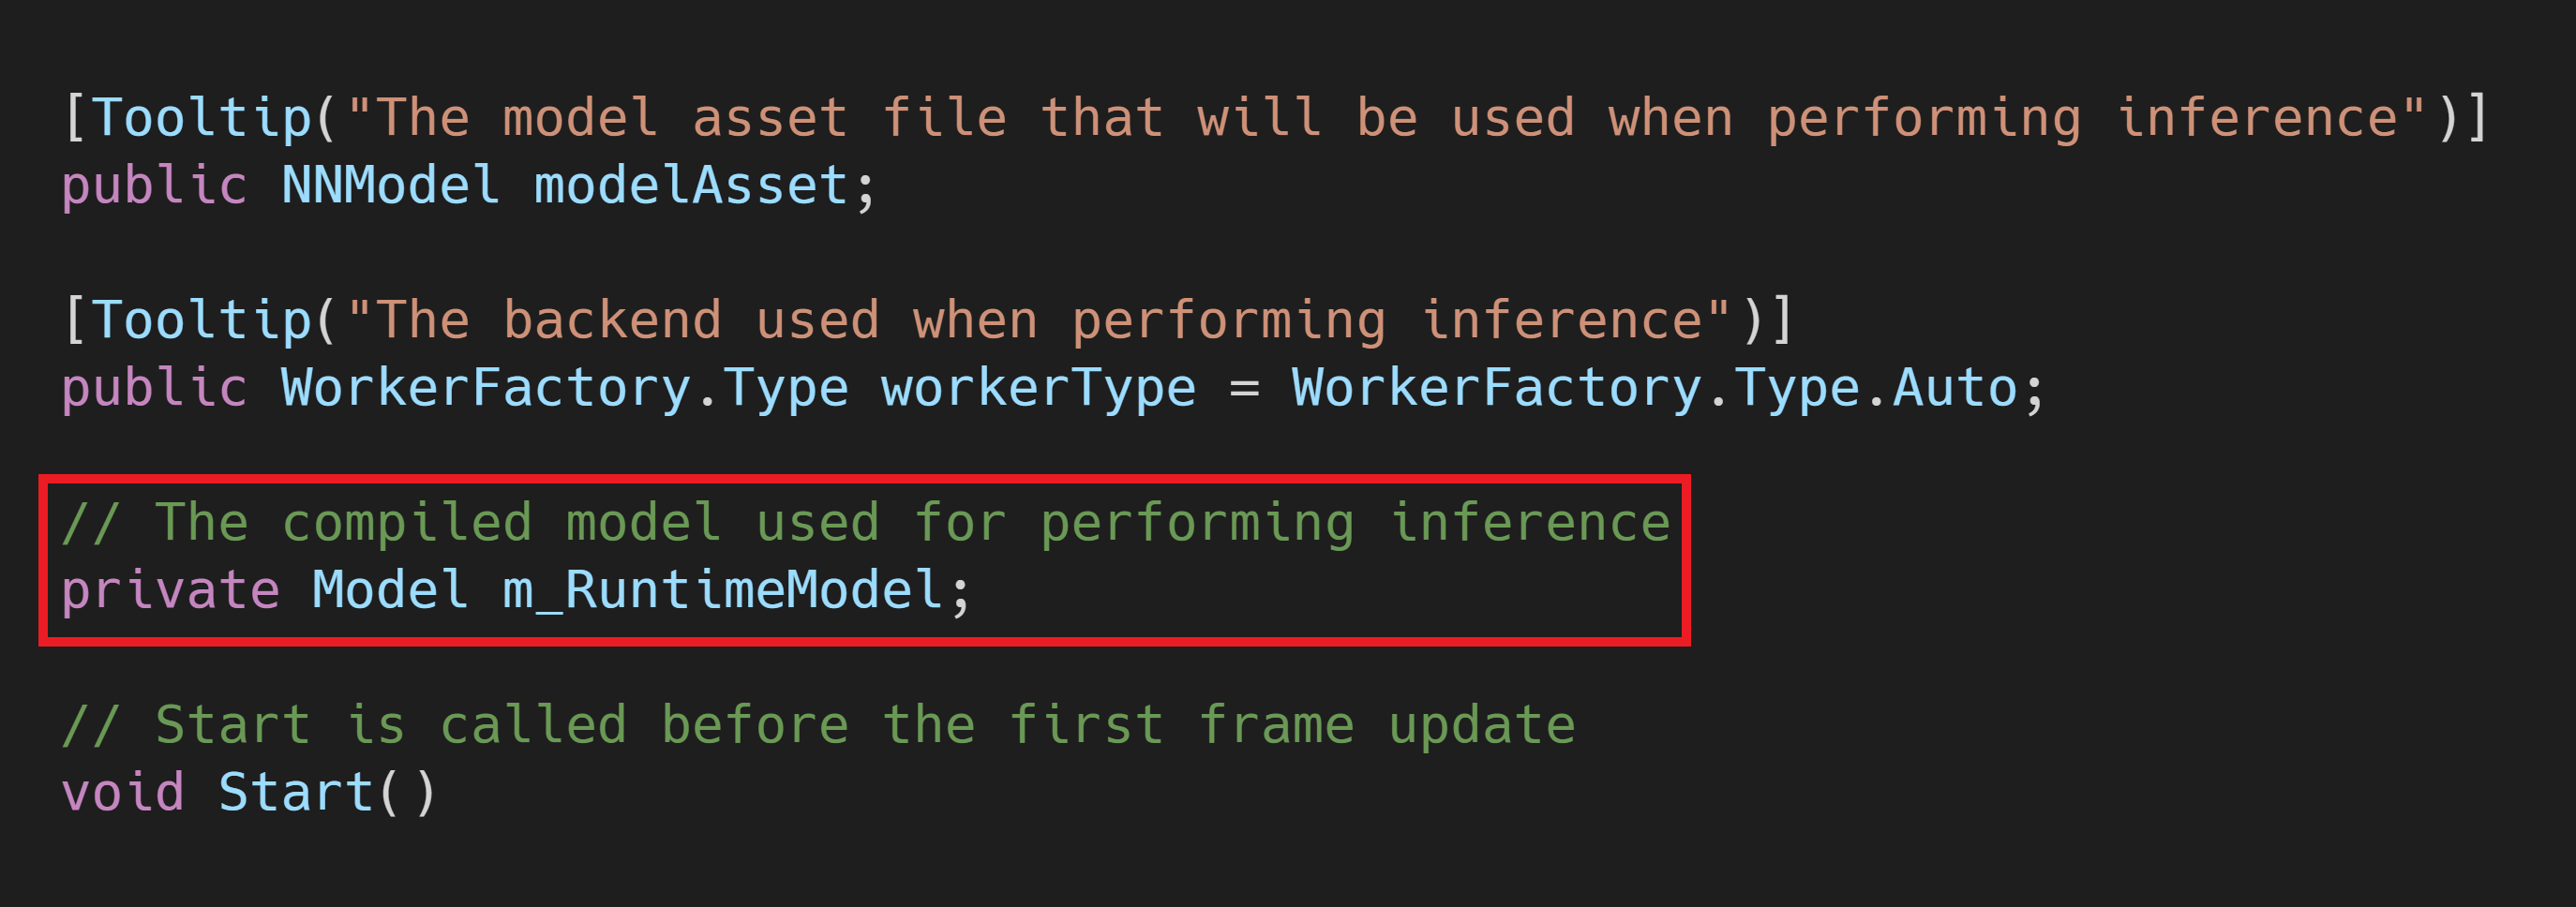 [Tooltip("The model asset file that will be used when performing inference")]
public NNModel modelAsset;
[Tooltip("The backend used when performing inference")]
public WorkerFactory.Type workerType = WorkerFactory.Type.Auto;
// The compiled model used for performing inference
private Model m_RuntimeModel;
// Start is called before the first frame update
void Start()